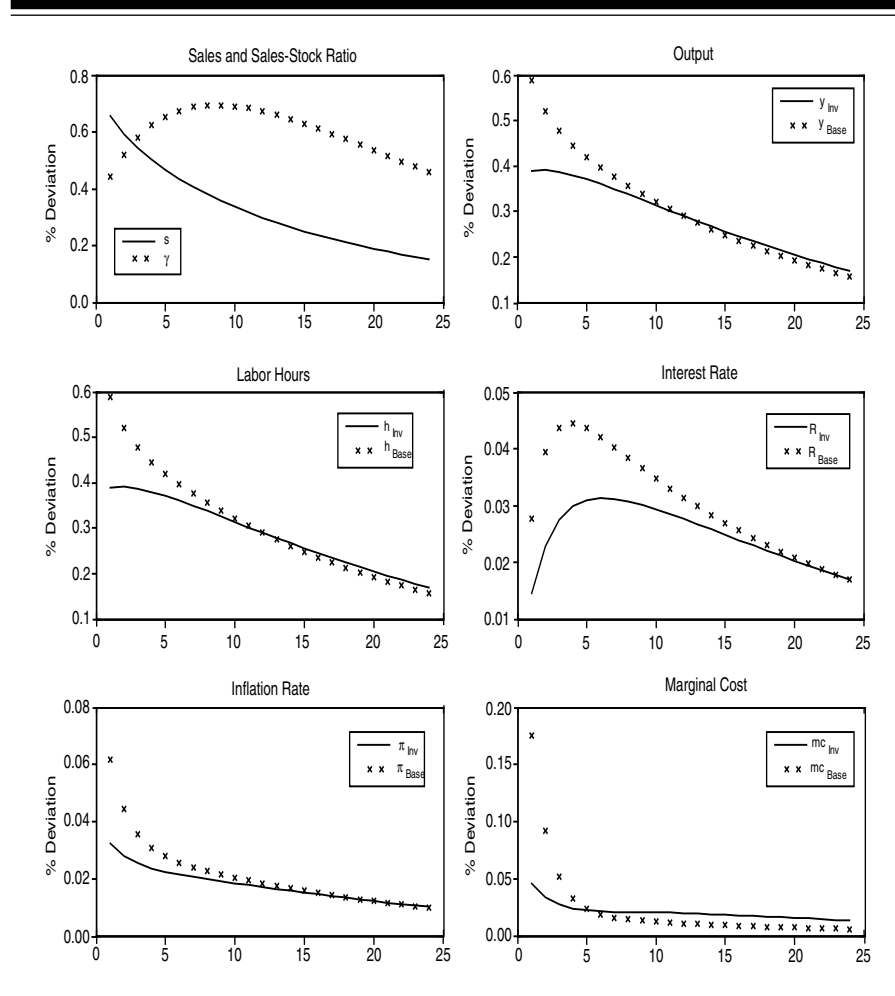 Sales and Sales-Stock Ratio
% Deviation
0.8
0.6
0.4
0.2
0.0
0 5 10 15 20 25
s
× × γ
Output
% Deviation
0.6
0.5
0.4
0.3
0.2
0.1
0 5 10 15 20 25
y Inv
× × y Base
Labor Hours
% Deviation
0.6
0.5
0.4
0.3
0.2
0.1
0 5 10 15 20 25
h Inv
× × h Base
Interest Rate
% Deviation
0.05
0.04
0.03
0.02
0.01
0 5 10 15 20 25
R Inv
× × R Base
Inflation Rate
% Deviation
0.08
0.06
0.04
0.02
0.00
0 5 10 15 20 25
π Inv
× × π Base
Marginal Cost
% Deviation
0.20
0.15
0.10
0.05
0.00
0 5 10 15 20 25
mc Inv
× × mc Base